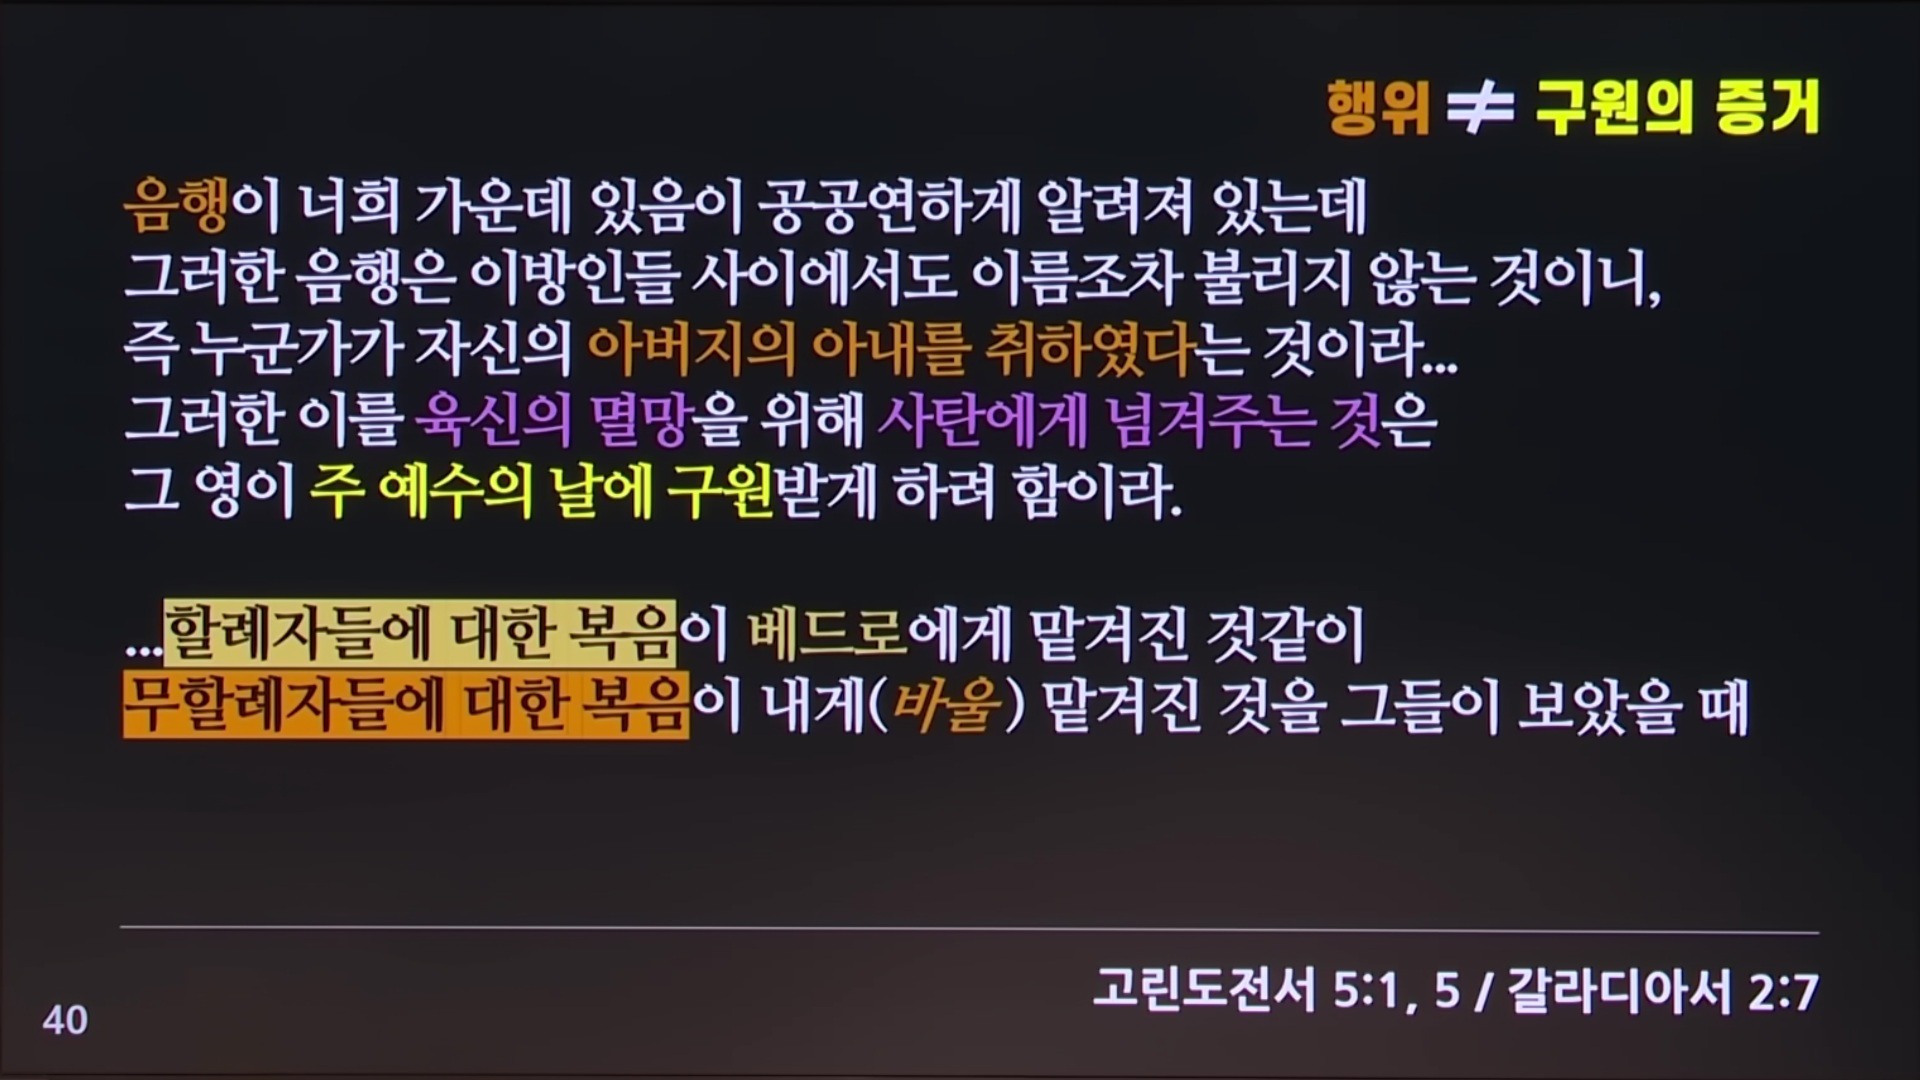 행위 ≠ 구원의 증거
음행이 너희 가운데 있음이 공공연하게 알려져 있는데
그러한 음행은 이방인들 사이에서도 이름조차 불리지 않는 것이니,
즉 누군가가 자신의 아버지의 아내를 취하였다는 것이라...
그러한 이를 육신의 멸망을 위해 사탄에게 넘겨주는 것은
그 영이 주 예수의 날에 구원받게 하려 함이라.
...할례자들에 대한 복음이 베드로에게 맡겨진 것같이
무할례자들에 대한 복음이 내게(바울) 맡겨진 것을 그들이 보았을 때
고린도전서 5:1, 5 / 갈라디아서 2:7
40